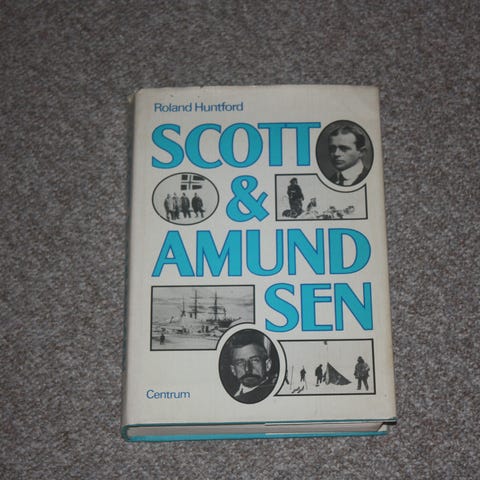 Roland Huntford
SCOTT
&
AMUND
SEN
Centrum